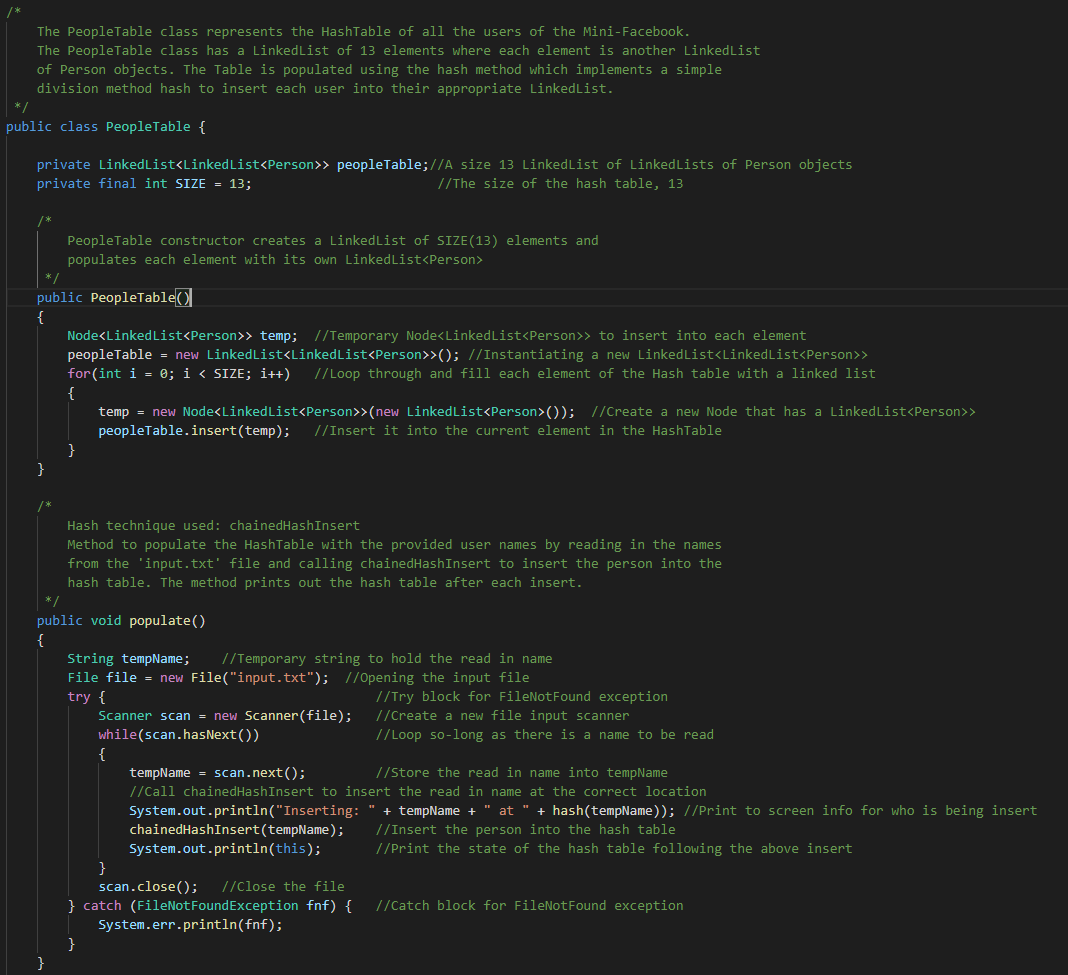 /*
    The PeopleTable class represents the HashTable of all the users of the Mini-Facebook.
    The PeopleTable class has a LinkedList of 13 elements where each element is another LinkedList
    of Person objects. The Table is populated using the hash method which implements a simple
    division method hash to insert each user into their appropriate LinkedList.
 */
public class PeopleTable {

    private LinkedList<LinkedList<Person>> peopleTable;//A size 13 LinkedList of LinkedLists of Person objects
    private final int SIZE = 13;                        //The size of the hash table, 13

    /*
        PeopleTable constructor creates a LinkedList of SIZE(13) elements and
        populates each element with its own LinkedList<Person>
     */
    public PeopleTable()
    {
        Node<LinkedList<Person>> temp;  //Temporary Node<LinkedList<Person>> to insert into each element
        peopleTable = new LinkedList<LinkedList<Person>>(); //Instantiating a new LinkedList<LinkedList<Person>>
        for(int i = 0; i < SIZE; i++)   //Loop through and fill each element of the Hash table with a linked list
        {
            temp = new Node<LinkedList<Person>>(new LinkedList<Person>());  //Create a new Node that has a LinkedList<Person>>
            peopleTable.insert(temp);   //Insert it into the current element in the HashTable
        }
    }

    /*
        Hash technique used: chainedHashInsert
        Method to populate the HashTable with the provided user names by reading in the names
        from the 'input.txt' file and calling chainedHashInsert to insert the person into the
        hash table. The method prints out the hash table after each insert.
     */
    public void populate()
    {
        String tempName;    //Temporary string to hold the read in name
        File file = new File("input.txt");  //Opening the input file
        try {                                   //Try block for FileNotFound exception
            Scanner scan = new Scanner(file);   //Create a new file input scanner
            while(scan.hasNext())               //Loop so-long as there is a name to be read
            {
                tempName = scan.next();         //Store the read in name into tempName
                //Call chainedHashInsert to insert the read in name at the correct location
                System.out.println("Inserting: " + tempName + " at " + hash(tempName)); //Print to screen info for who is being insert
                chainedHashInsert(tempName);    //Insert the person into the hash table
                System.out.println(this);       //Print the state of the hash table following the above insert
            }
            scan.close();   //Close the file
        } catch (FileNotFoundException fnf) {   //Catch block for FileNotFound exception
            System.err.println(fnf);
        }
    }